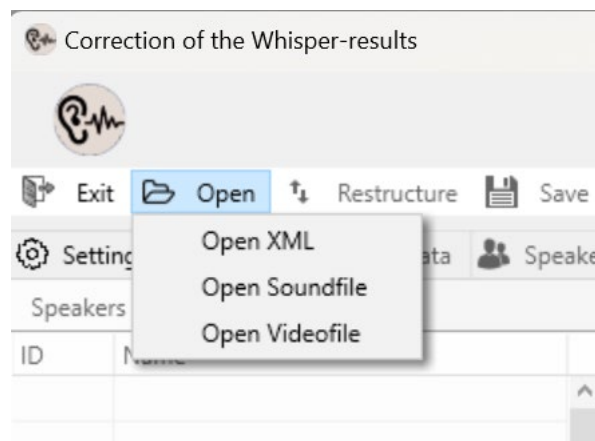 Correction of the Whisper-results
Exit Open Restructure Save
Open XML
Open Soundfile
Open Videofile
Speakers
ID